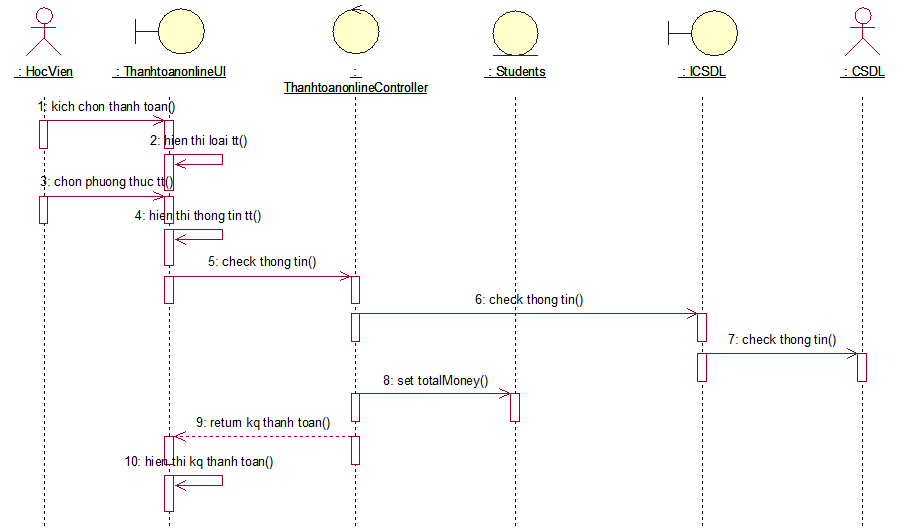 : HocVien
: ThanhtoanonlineUI
:
ThanhtoanonlineController
: Students
: ICSDL
: CSDL
1: kich chon thanh toan()
2: hien thi loai tt()
3: chon phuong thuc tt()
4: hien thi thong tin tt()
5: check thong tin()
6: check thong tin()
7: check thong tin()
8: set totalMoney()
9: return kq thanh toan()
10: hien thi kq thanh toan()